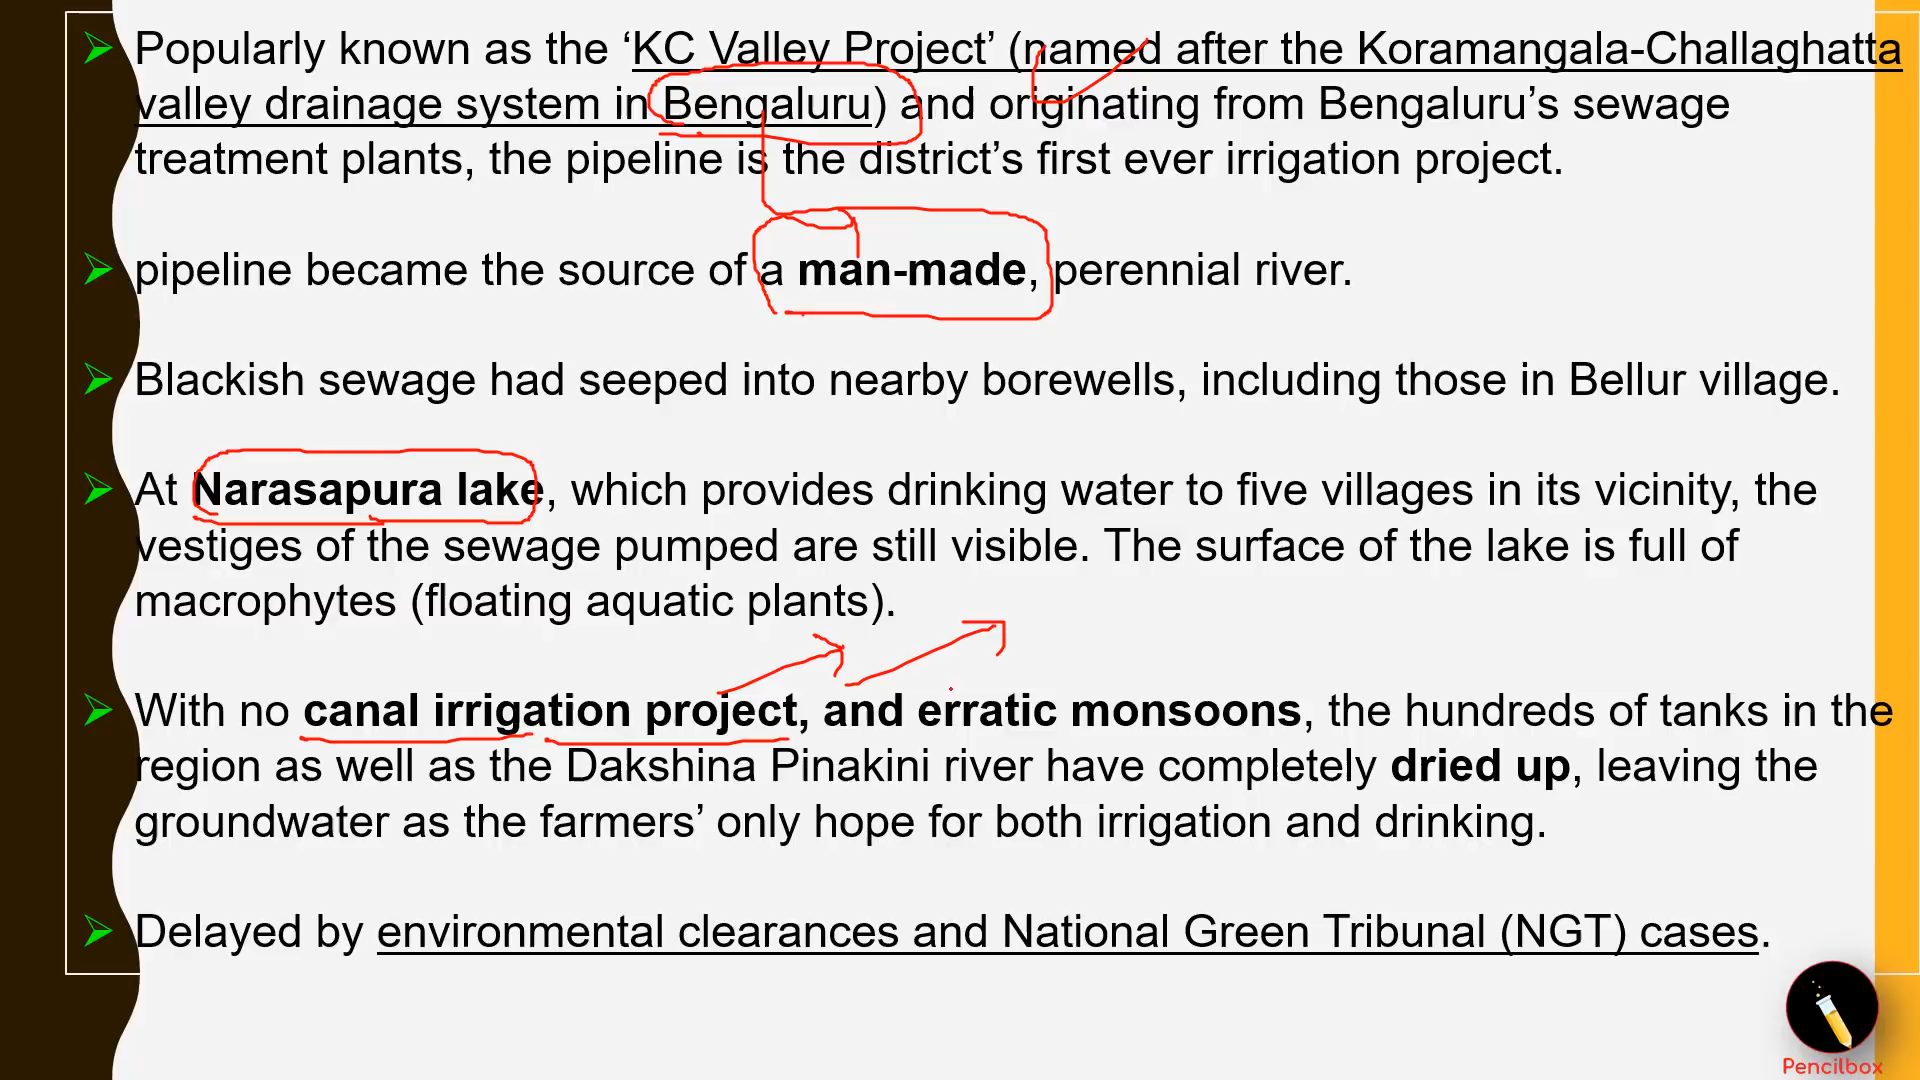 Popularly known as the ‘KC Valley Project’ (named after the Koramangala-Challaghatta
valley drainage system in Bengaluru) and originating from Bengaluru’s sewage
treatment plants, the pipeline is the district’s first ever irrigation project.
pipeline became the source of a man-made, perennial river.
Blackish sewage had seeped into nearby borewells, including those in Bellur village.
At Narasapura lake, which provides drinking water to five villages in its vicinity, the
vestiges of the sewage pumped are still visible. The surface of the lake is full of
macrophytes (floating aquatic plants).
With no canal irrigation project, and erratic monsoons, the hundreds of tanks in the
region as well as the Dakshina Pinakini river have completely dried up, leaving the
groundwater as the farmers’ only hope for both irrigation and drinking.
Delayed by environmental clearances and National Green Tribunal (NGT) cases.
Pencilbox